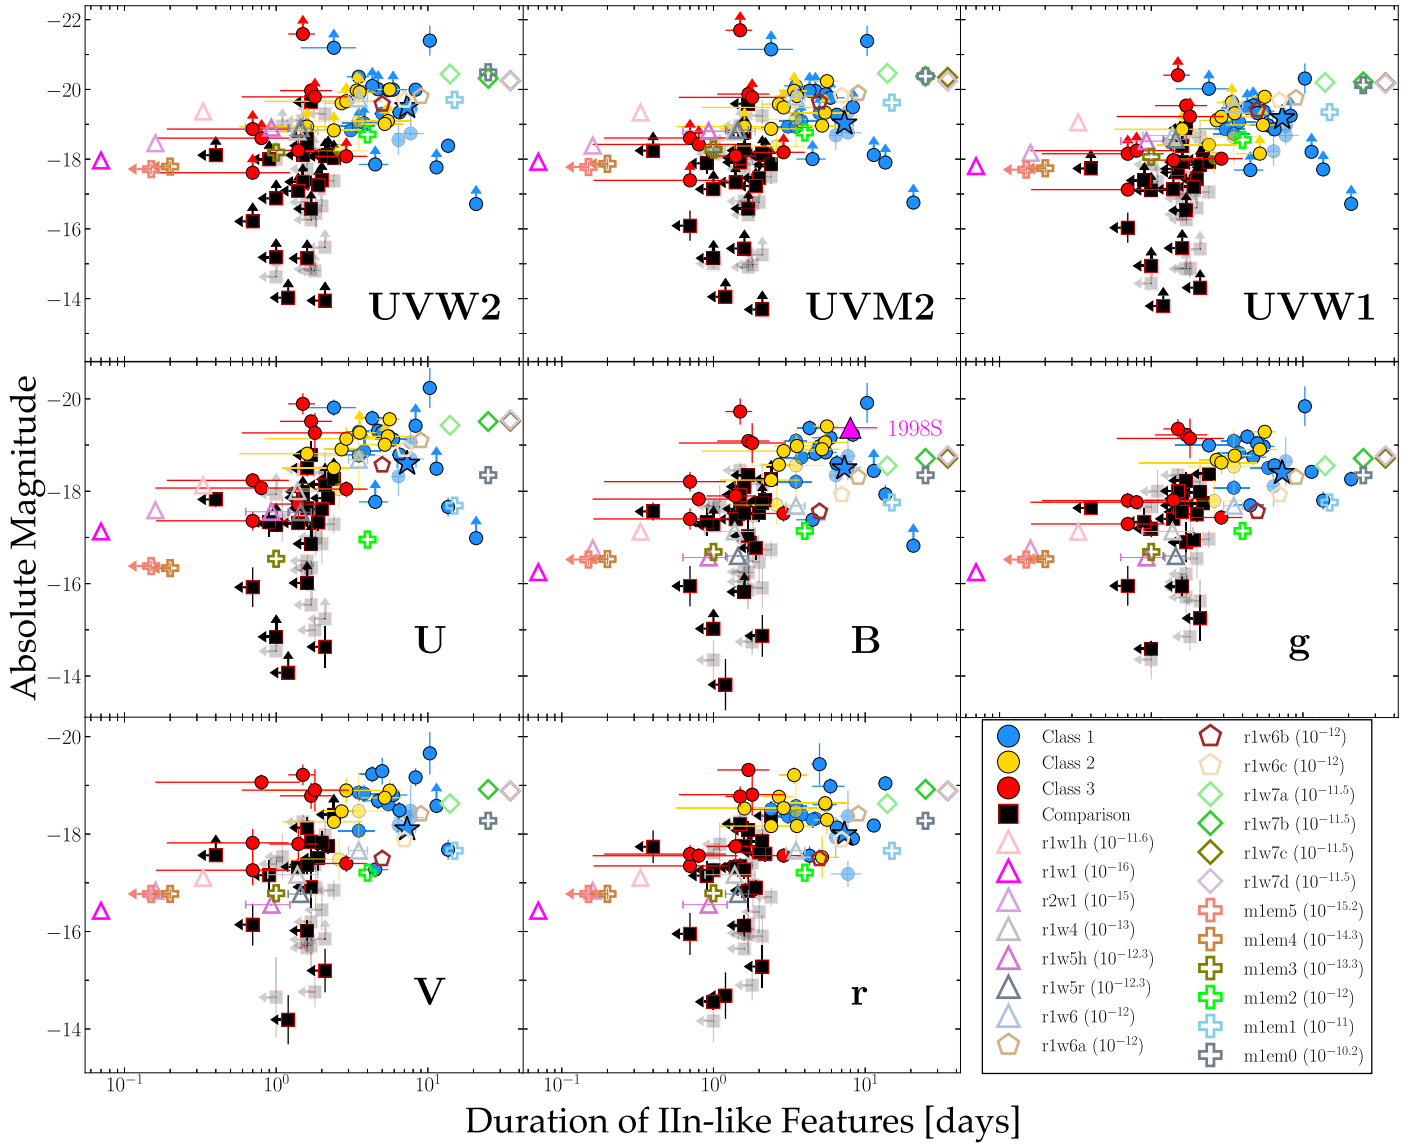 Absolute Magnitude
−22
−20
−18
−16
−14
UVW2
UVM2
UVW1
−20
−18
−16
−14
U
1998S
B
g
−20
−18
−16
−14
V
r
10⁻¹
10⁰
10¹
10⁻¹
10⁰
10¹
Duration of IIn-like Features [days]
Class 1
Class 2
Class 3
Comparison
r1w1h (10⁻¹¹·⁶)
r1w1 (10⁻¹⁶)
r2w1 (10⁻¹⁵)
r1w4 (10⁻¹³)
r1w5h (10⁻¹²·³)
r1w5r (10⁻¹²·³)
r1w6 (10⁻¹²)
r1w6a (10⁻¹²)
r1w6b (10⁻¹²)
r1w6c (10⁻¹²)
r1w7a (10⁻¹¹·⁵)
r1w7b (10⁻¹¹·⁵)
r1w7c (10⁻¹¹·⁵)
r1w7d (10⁻¹¹·⁵)
m1em5 (10⁻¹⁵·²)
m1em4 (10⁻¹⁴·³)
m1em3 (10⁻¹³·³)
m1em2 (10⁻¹²)
m1em1 (10⁻¹¹)
m1em0 (10⁻¹⁰·²)